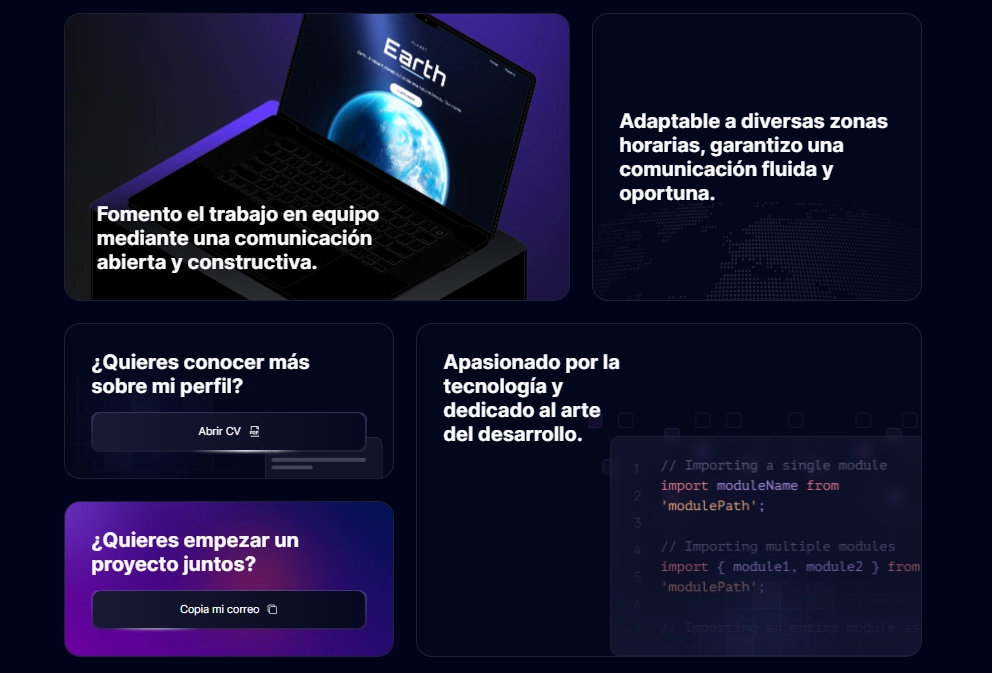 Earth
Fomento el trabajo en equipo
mediante una comunicación
abierta y constructiva.
Adaptable a diversas zonas
horarias, garantizo una
comunicación fluida y
oportuna.
¿Quieres conocer más
sobre mi perfil?
Abrir CV
¿Quieres empezar un
proyecto juntos?
Copia mi correo
Apasionado por la
tecnología y
dedicado al arte
del desarrollo.
1 // Importing a single module
2 import moduleName from
'modulePath';
3
4 // Importing multiple modules
5 import { module1, module2 } from
'modulePath';
6
// Importing an entire module as